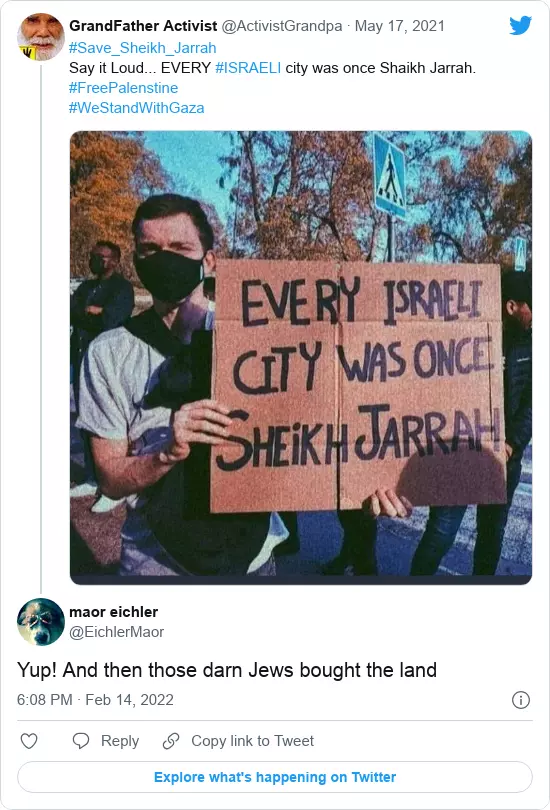 GrandFather Activist @ActivistGrandpa · May 17, 2021
#Save_Sheikh_Jarrah
Say it Loud... EVERY #ISRAELI city was once Shaikh Jarrah.
#FreePalenstine
#WeStandWithGaza
EVERY ISRAELI
CITY WAS ONCE
SHEIKH JARRAH
maor eichler
@EichlerMaor
Yup! And then those darn Jews bought the land
6:08 PM · Feb 14, 2022
Reply Copy link to Tweet
Explore what's happening on Twitter